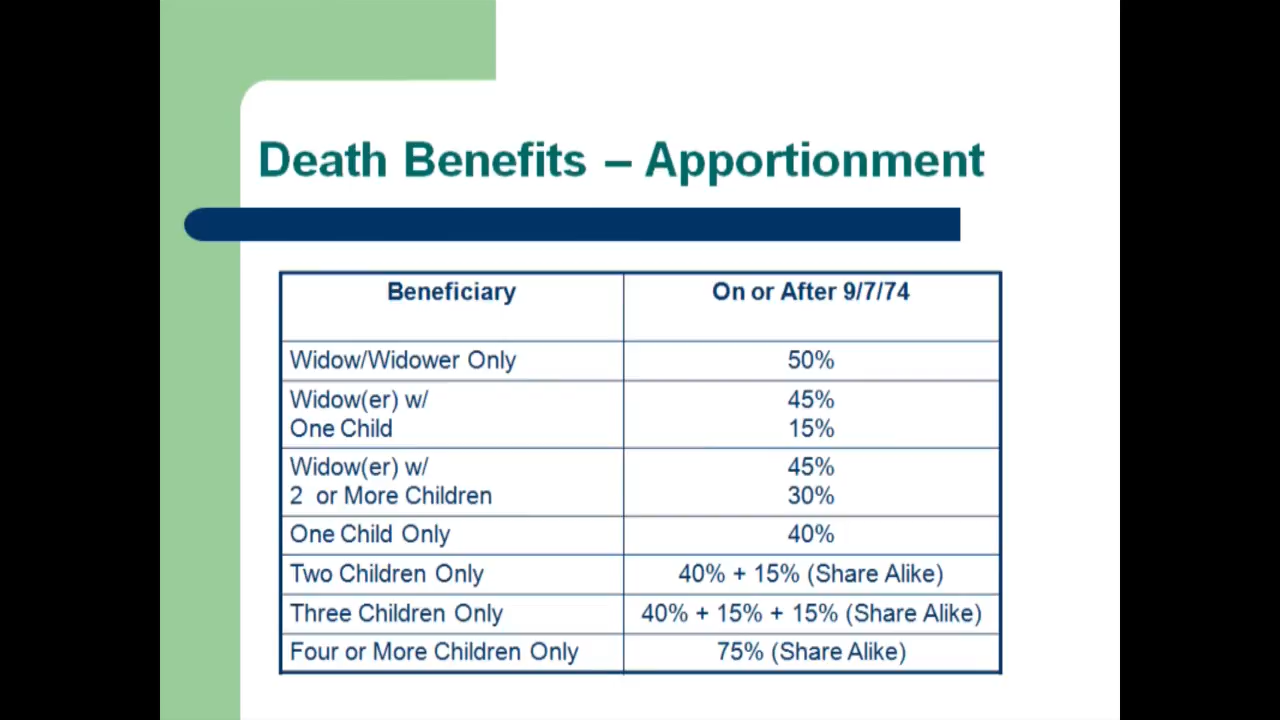 Death Benefits – Apportionment
Beneficiary On or After 9/7/74
Widow/Widower Only 50%
Widow(er) w/ 45%
One Child 15%
Widow(er) w/ 45%
2 or More Children 30%
One Child Only 40%
Two Children Only 40% + 15% (Share Alike)
Three Children Only 40% + 15% + 15% (Share Alike)
Four or More Children Only 75% (Share Alike)